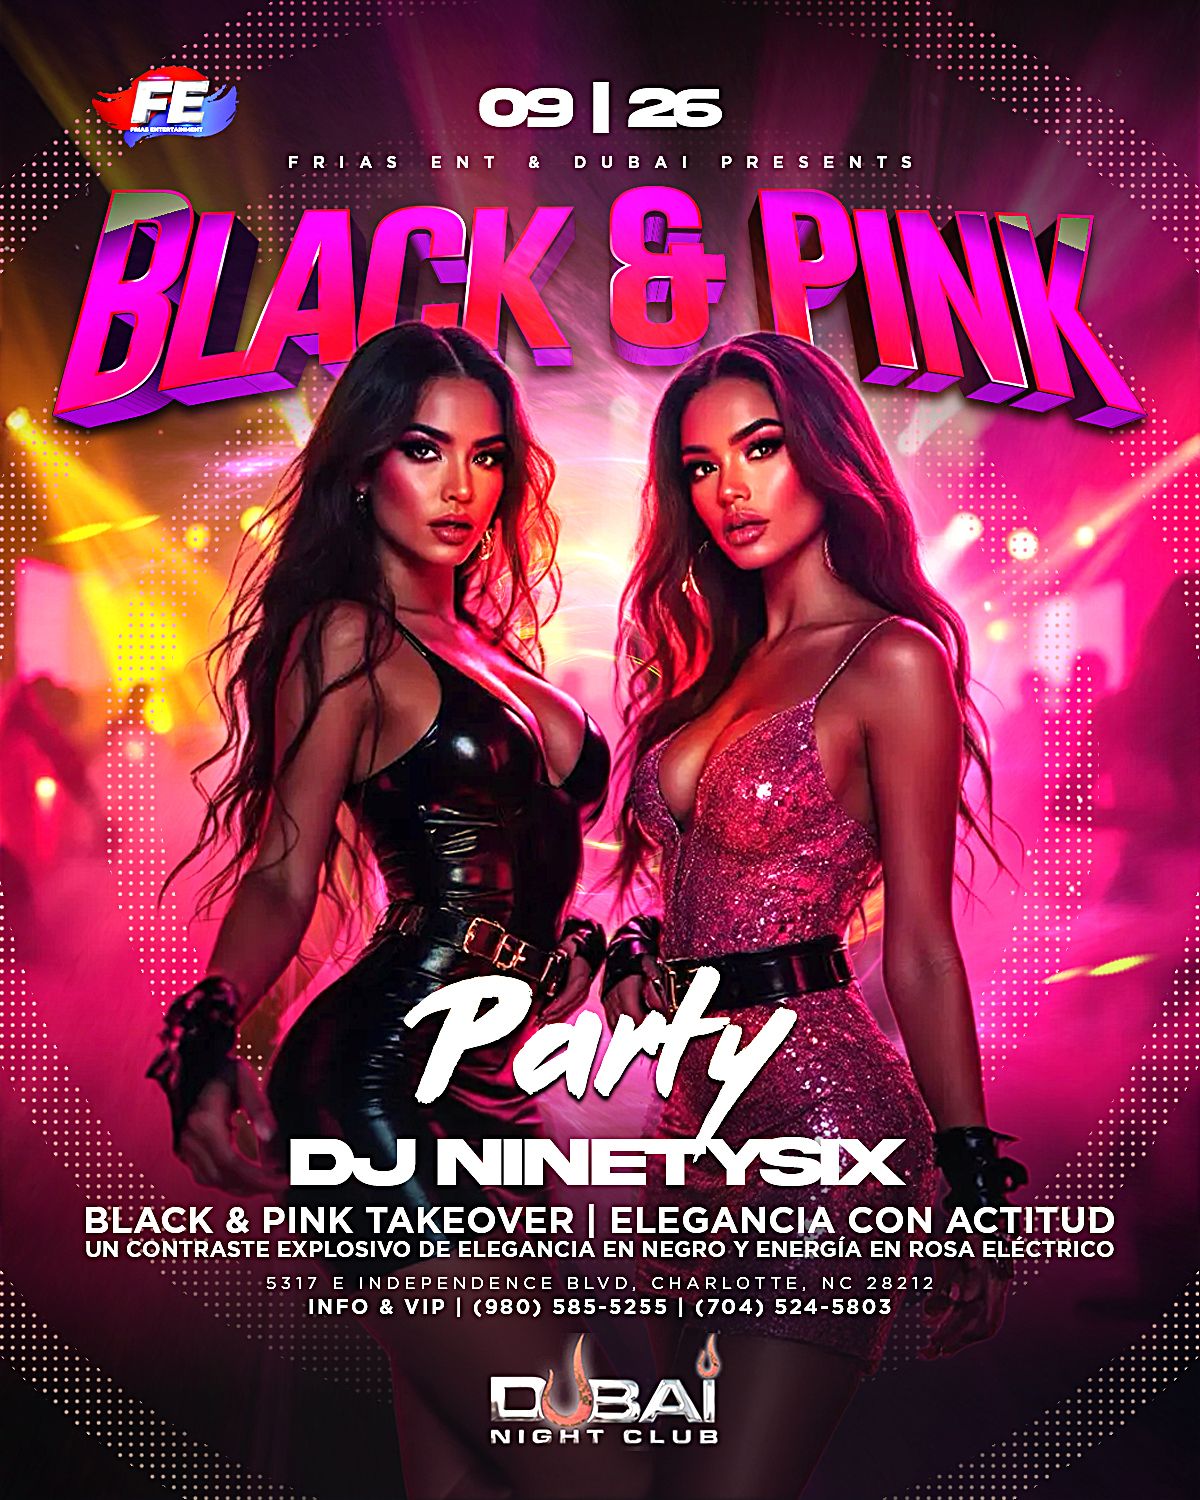 FE
FRIAS ENTERTAINMENT
09 | 26
FRIAS ENT & DUBAI PRESENTS
BLACK & PINK
Party
DJ NINETYSIX
BLACK & PINK TAKEOVER | ELEGANCIA CON ACTITUD
UN CONTRASTE EXPLOSIVO DE ELEGANCIA EN NEGRO Y ENERGÍA EN ROSA ELÉCTRICO
5317 E INDEPENDENCE BLVD, CHARLOTTE, NC 28212
INFO & VIP | (980) 585-5255 | (704) 524-5803
DUBAI
NIGHT CLUB